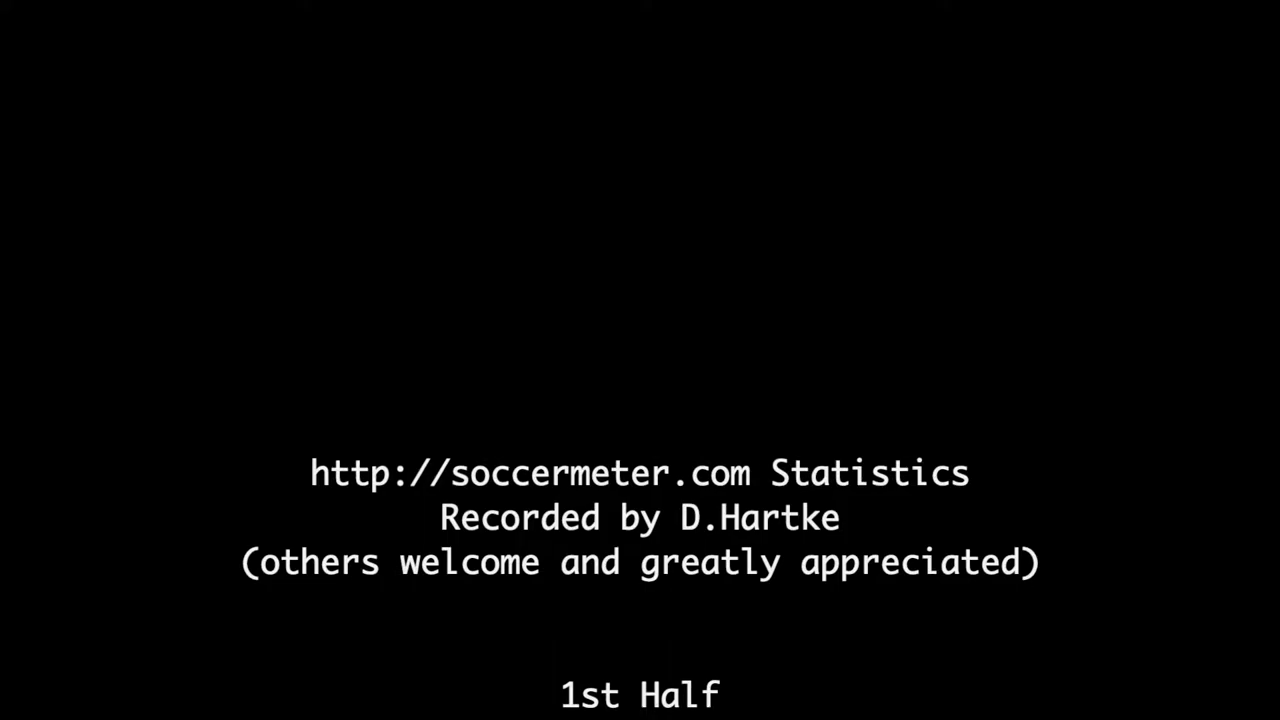 http://soccermeter.com Statistics
Recorded by D.Hartke
(others welcome and greatly appreciated)
1st Half